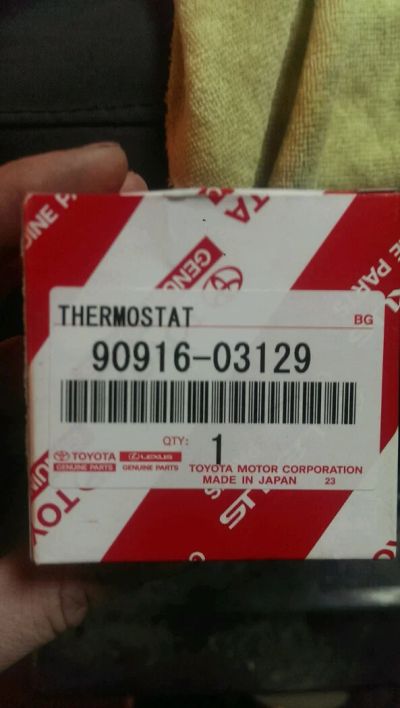 GENUINE
THERMOSTAT
BG
90916-03129
QTY: 1
TOYOTA LEXUS
GENUINE PARTS GENUINE PARTS
TOYOTA MOTOR CORPORATION
MADE IN JAPAN 23